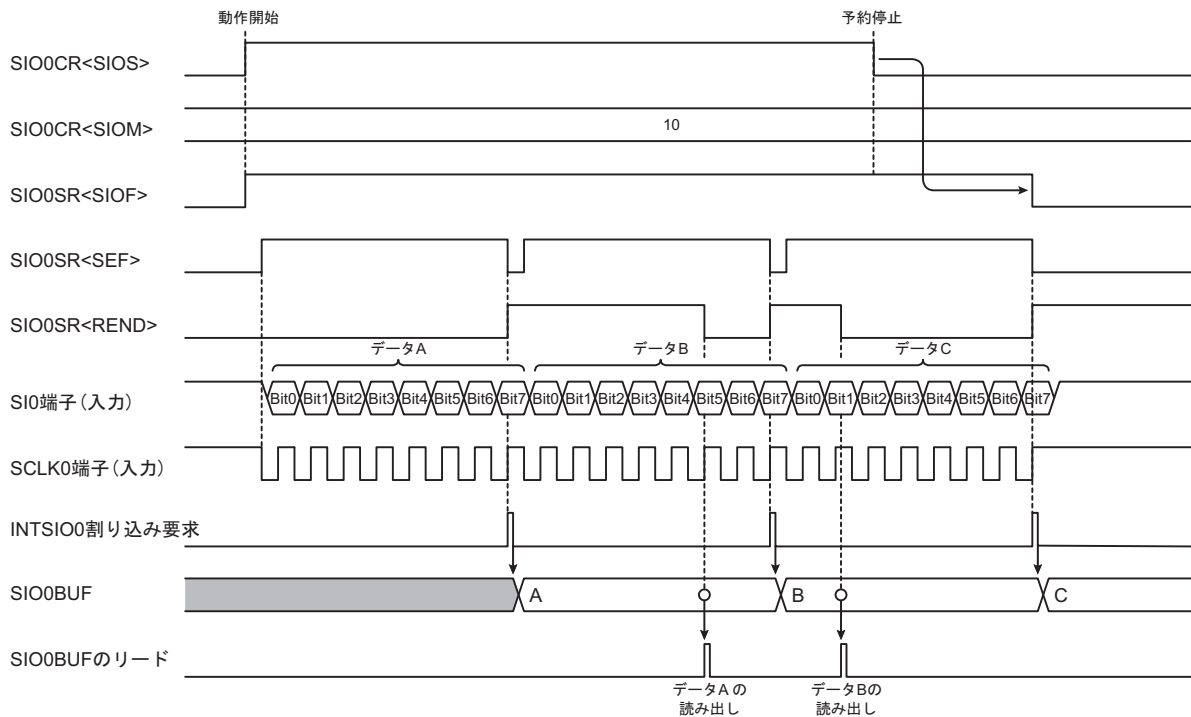 動作開始
予約停止
SIO0CR<SIOS>
SIO0CR<SIOM>
10
SIO0SR<SIOF>
SIO0SR<SEF>
SIO0SR<REND>
データA
データB
データC
SI0端子(入力)
Bit0 Bit1 Bit2 Bit3 Bit4 Bit5 Bit6 Bit7 Bit0 Bit1 Bit2 Bit3 Bit4 Bit5 Bit6 Bit7 Bit0 Bit1 Bit2 Bit3 Bit4 Bit5 Bit6 Bit7
SCLK0端子(入力)
INTSIO0割り込み要求
SIO0BUF
A
B
C
SIO0BUFのリード
データA の
読み出し
データBの
読み出し